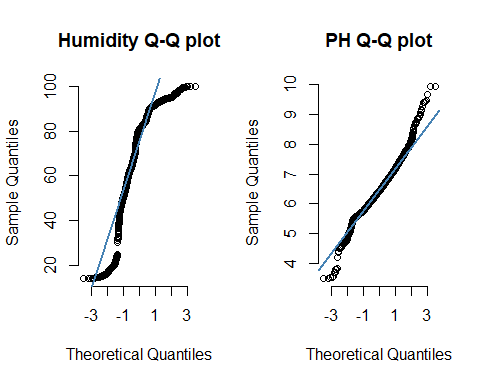 Humidity Q-Q plot
Sample Quantiles
20 40 60 80 100
-3 -1 1 3
Theoretical Quantiles
PH Q-Q plot
Sample Quantiles
4 5 6 7 8 9 10
-3 -1 1 3
Theoretical Quantiles